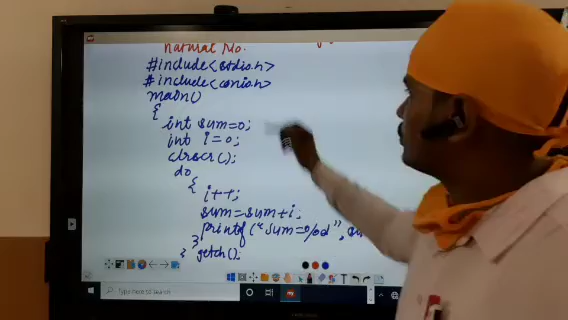 natural No.
#include<stdio.h>
#include<conio.h>
main()
{
int sum=0;
int i=0;
clrscr();
do
{
i++;
sum=sum+i;
printf("sum=%d",
}
} getch();
Type here to search